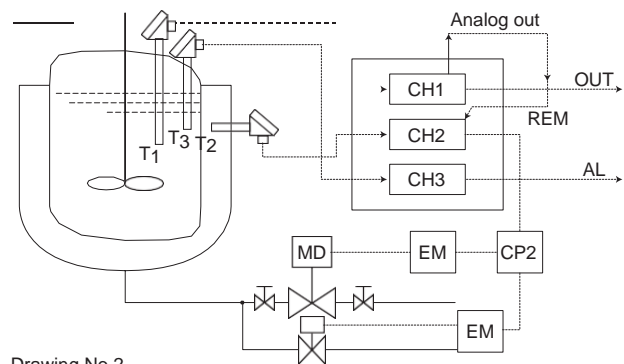 Analog out
CH1
OUT
REM
CH2
T1
T3
T2
CH3
AL
MD
EM
CP2
EM
Drawing No.2